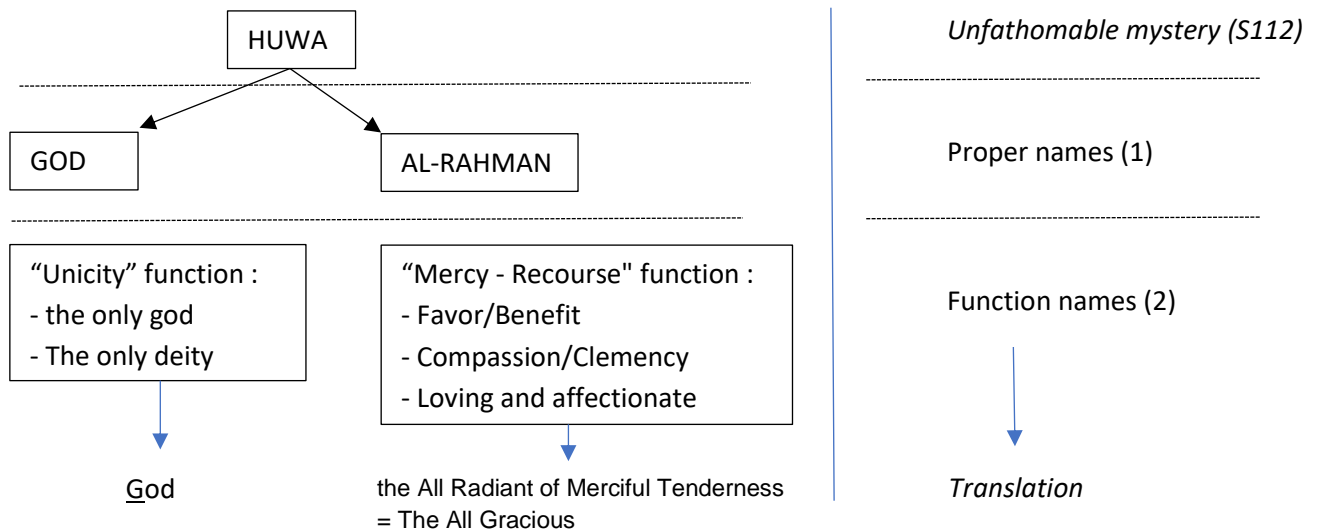 HUWA
Unfathomable mystery (S112)
GOD
AL-RAHMAN
Proper names (1)
“Unicity” function :
- the only god
- The only deity
“Mercy - Recourse" function :
- Favor/Benefit
- Compassion/Clemency
- Loving and affectionate
Function names (2)
God
the All Radiant of Merciful Tenderness
= The All Gracious
Translation